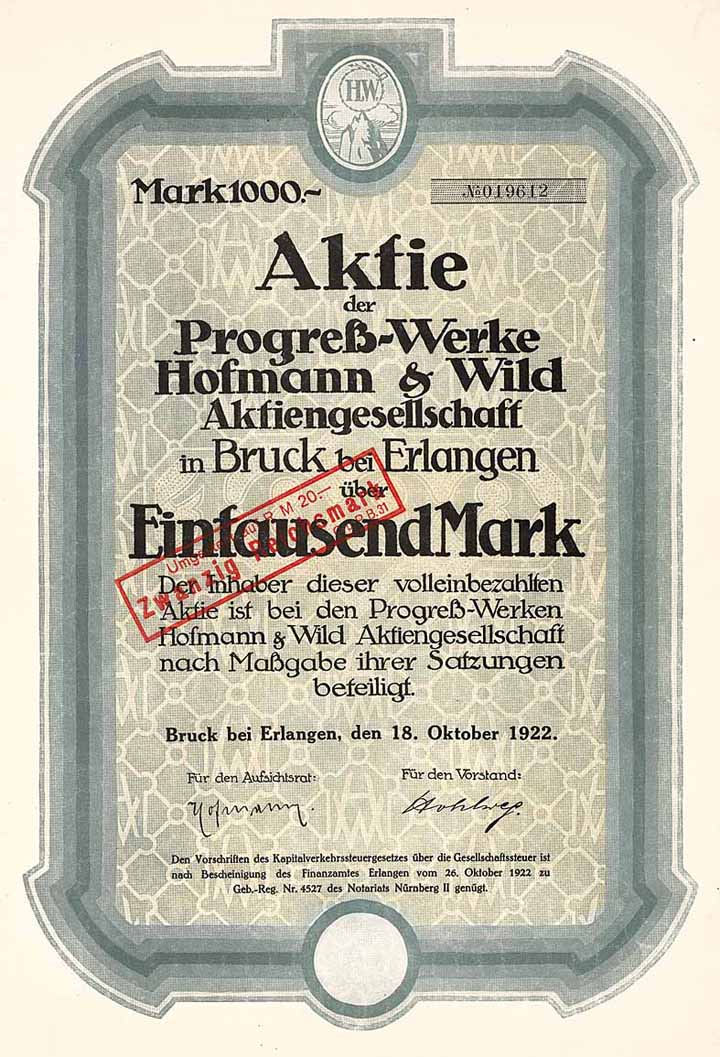 HW
Mark 1000.~
№ 019612
Aktie
der
Progreß-Werke
Hofmann & Wild
Aktiengesellschaft
in Bruck bei Erlangen
über
Eintausend Mark
R M 20.—
Zwanzig Reichsmark
G.B.B.31
Der Inhaber dieser volleinbezahlten
Aktie ist bei den Progreß-Werken
Hofmann & Wild Aktiengesellschaft
nach Maßgabe ihrer Satzungen
beteiligt.
Bruck bei Erlangen, den 18. Oktober 1922.
Für den Aufsichtsrat:
Für den Vorstand:
Hofmann.
Den Vorschriften des Kapitalverkehrssteuergesetzes über die Gesellschaftssteuer ist
nach Bescheinigung des Finanzamtes Erlangen vom 26. Oktober 1922 zu
Geb.-Reg. Nr. 4527 des Notariats Nürnberg II genügt.